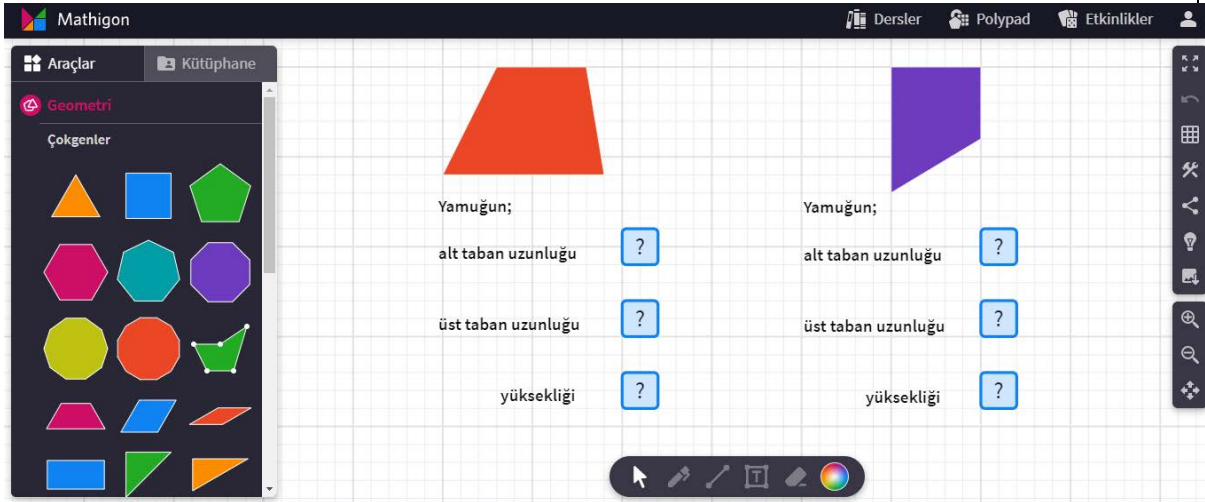 Mathigon
Dersler
Polypad
Etkinlikler
Araçlar
Kütüphane
Geometri
Çokgenler
Yamuğun;
alt taban uzunluğu ?
üst taban uzunluğu ?
yüksekliği ?
Yamuğun;
alt taban uzunluğu ?
üst taban uzunluğu ?
yüksekliği ?
T